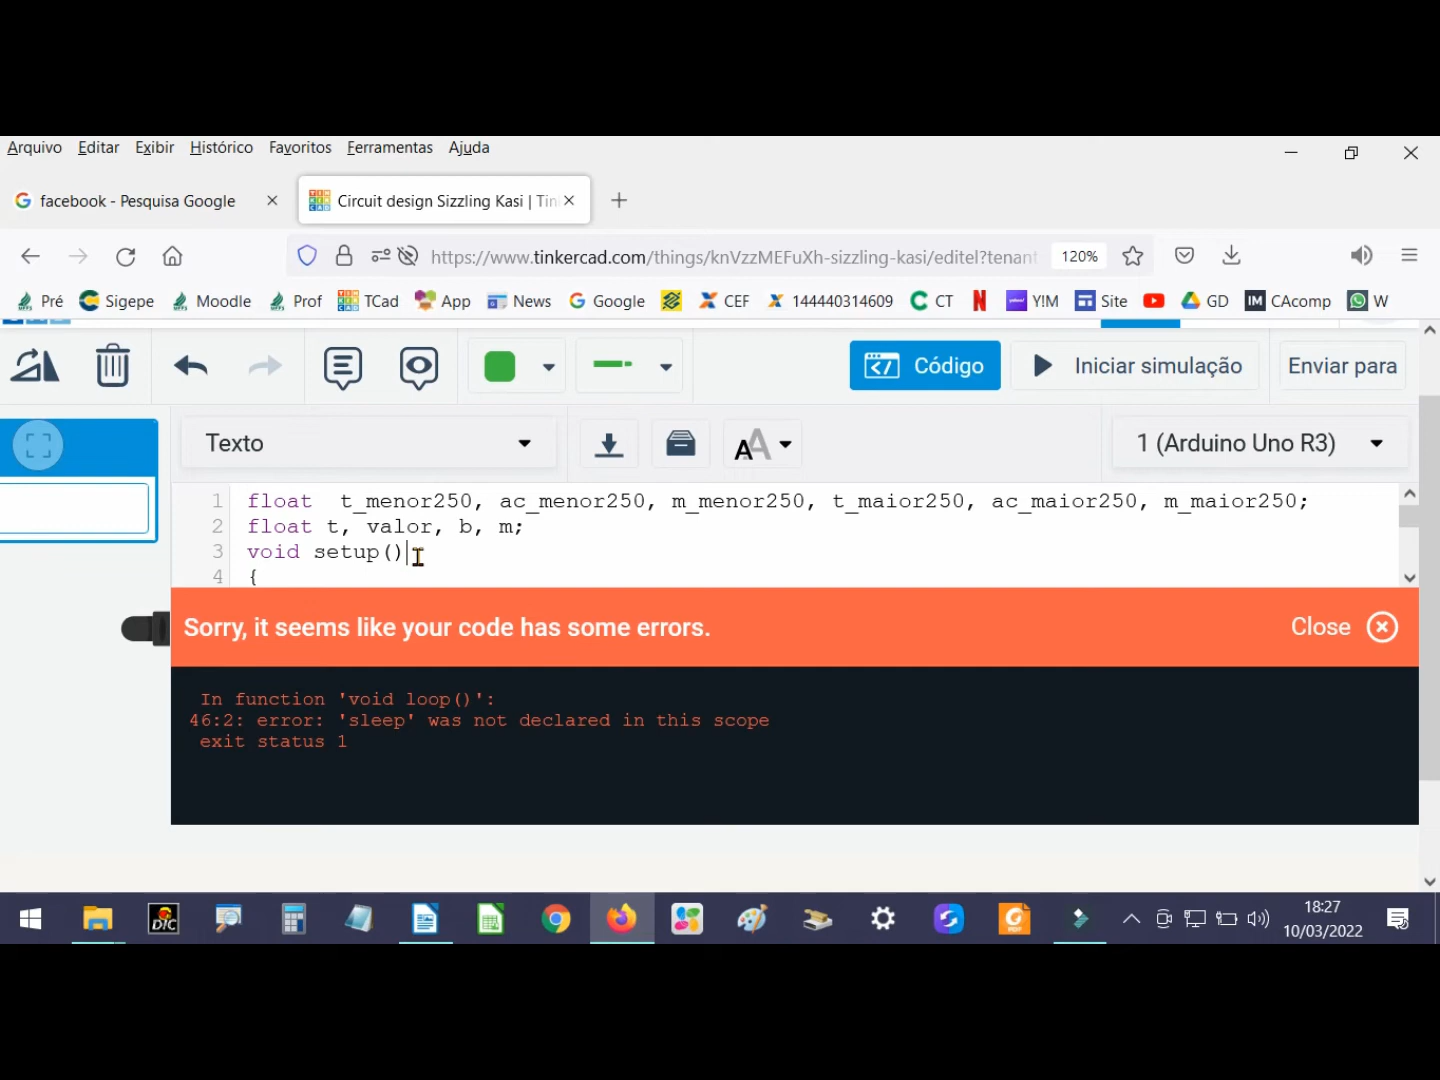 Arquivo Editar Exibir Histórico Favoritos Ferramentas Ajuda
facebook - Pesquisa Google
Circuit design Sizzling Kasi | Tin
https://www.tinkercad.com/things/knVzzMEFuXh-sizzling-kasi/editel?tenant
120%
Pré Sigepe Moodle Prof TCad App News Google CEF 144440314609 CT Y!M Site GD IM CAcomp W
Código Iniciar simulação Enviar para
Texto
1 (Arduino Uno R3)
1 float  t_menor250, ac_menor250, m_menor250, t_maior250, ac_maior250, m_maior250;
2 float t, valor, b, m;
3 void setup()
4 {
Sorry, it seems like your code has some errors.
Close
In function 'void loop()':
46:2: error: 'sleep' was not declared in this scope
exit status 1
DIC
18:27
10/03/2022